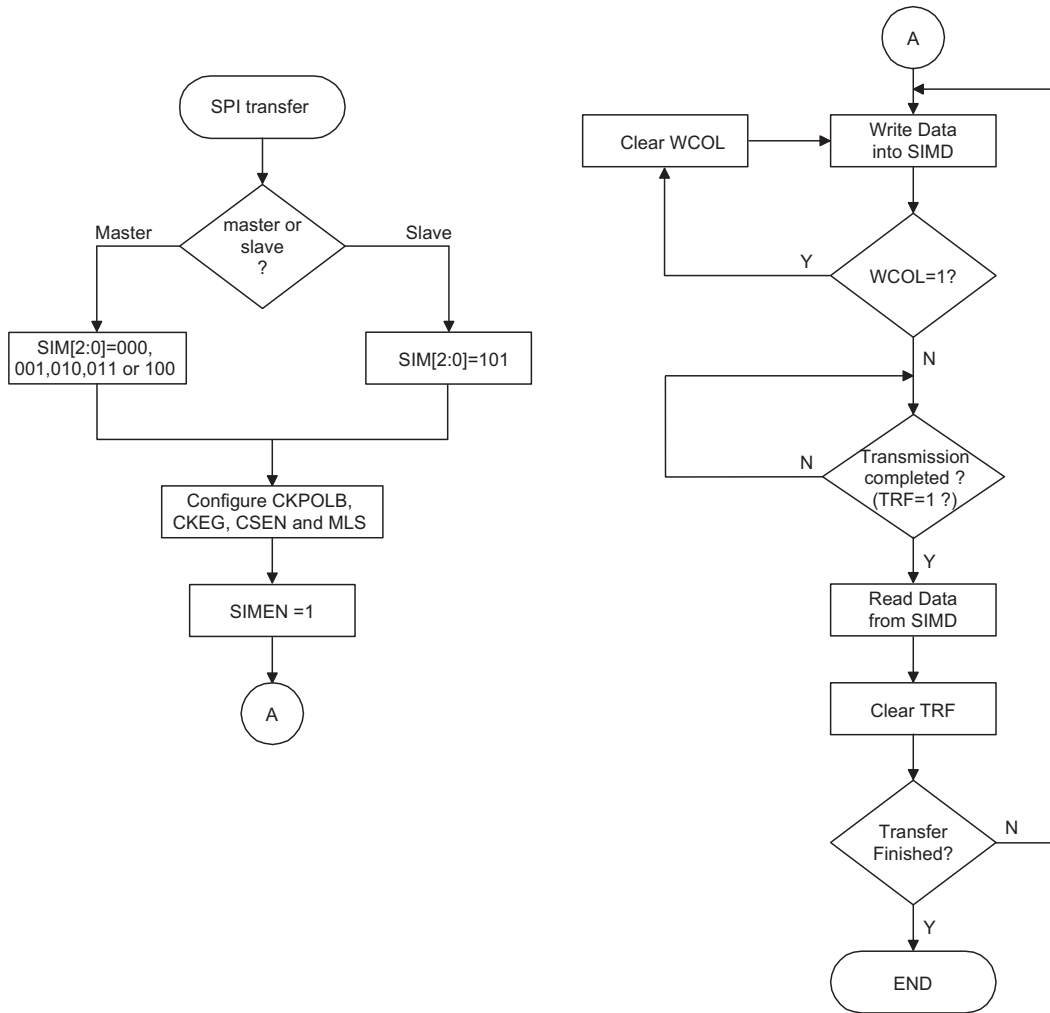 SPI transfer
master or
slave
?
Master
Slave
SIM[2:0]=000,
001,010,011 or 100
SIM[2:0]=101
Configure CKPOLB,
CKEG, CSEN and MLS
SIMEN =1
A
A
Clear WCOL
Write Data
into SIMD
Y
WCOL=1?
N
N
Transmission
completed ?
(TRF=1 ?)
Y
Read Data
from SIMD
Clear TRF
Transfer
Finished?
N
Y
END